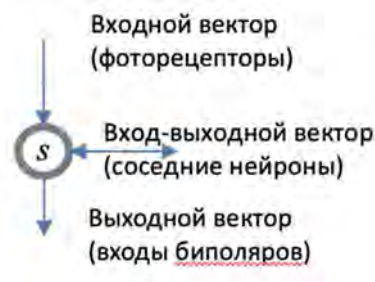 Входной вектор
(фоторецепторы)
s
Вход-выходной вектор
(соседние нейроны)
Выходной вектор
(входы биполяров)